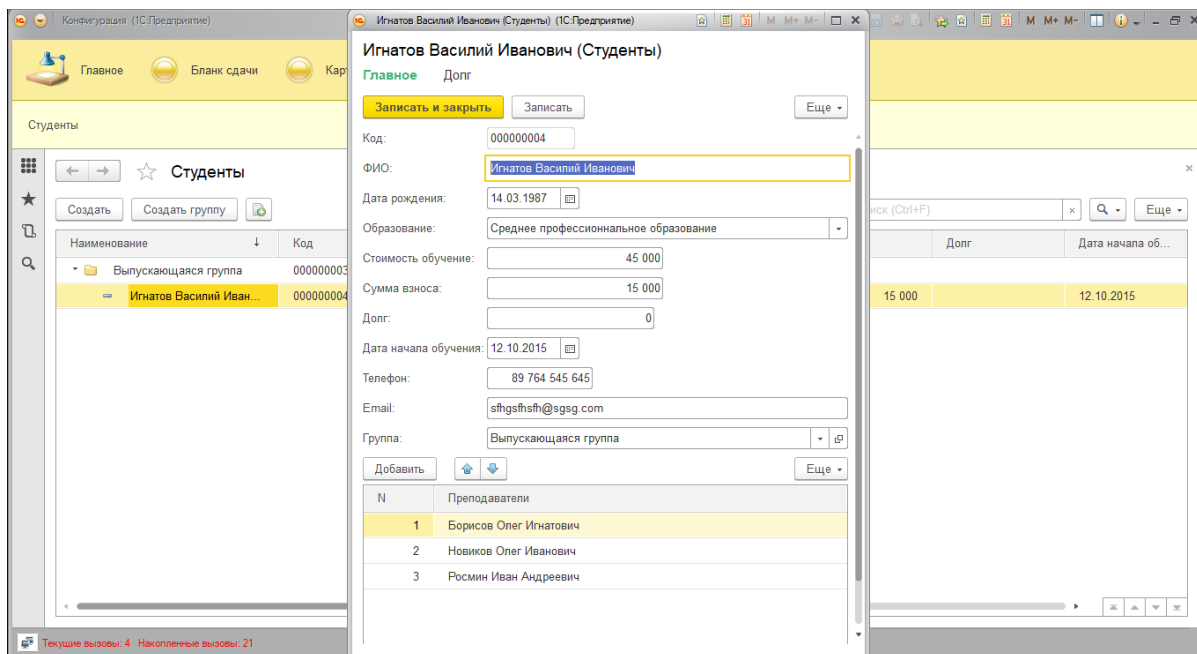 Конфигурация (1С:Предприятие)
Игнатов Василий Иванович (Студенты) (1С:Предприятие)
M M+ M-
M M+ M-
Главное
Бланк сдачи
Студенты
Студенты
Создать
Создать группу
(Ctrl+F)
×
Еще
Наименование ↓
Код
Долг
Дата начала об...
Выпускающаяся группа
000000003
Игнатов Василий Иван...
000000004
15 000
12.10.2015
Игнатов Василий Иванович (Студенты)
Главное
Долг
Записать и закрыть
Записать
Еще
Код:
000000004
ФИО:
Игнатов Василий Иванович
Дата рождения:
14.03.1987
Образование:
Среднее профессиональное образование
Стоимость обучение:
45 000
Сумма взноса:
15 000
Долг:
0
Дата начала обучения:
12.10.2015
Телефон:
89 764 545 645
Email:
sfhgsfhsfh@sgsg.com
Группа:
Выпускающаяся группа
Добавить
Еще
N
Преподаватели
1
Борисов Олег Игнатович
2
Новиков Олег Иванович
3
Росмин Иван Андреевич
Текущие вызовы: 4 Накопленные вызовы: 21